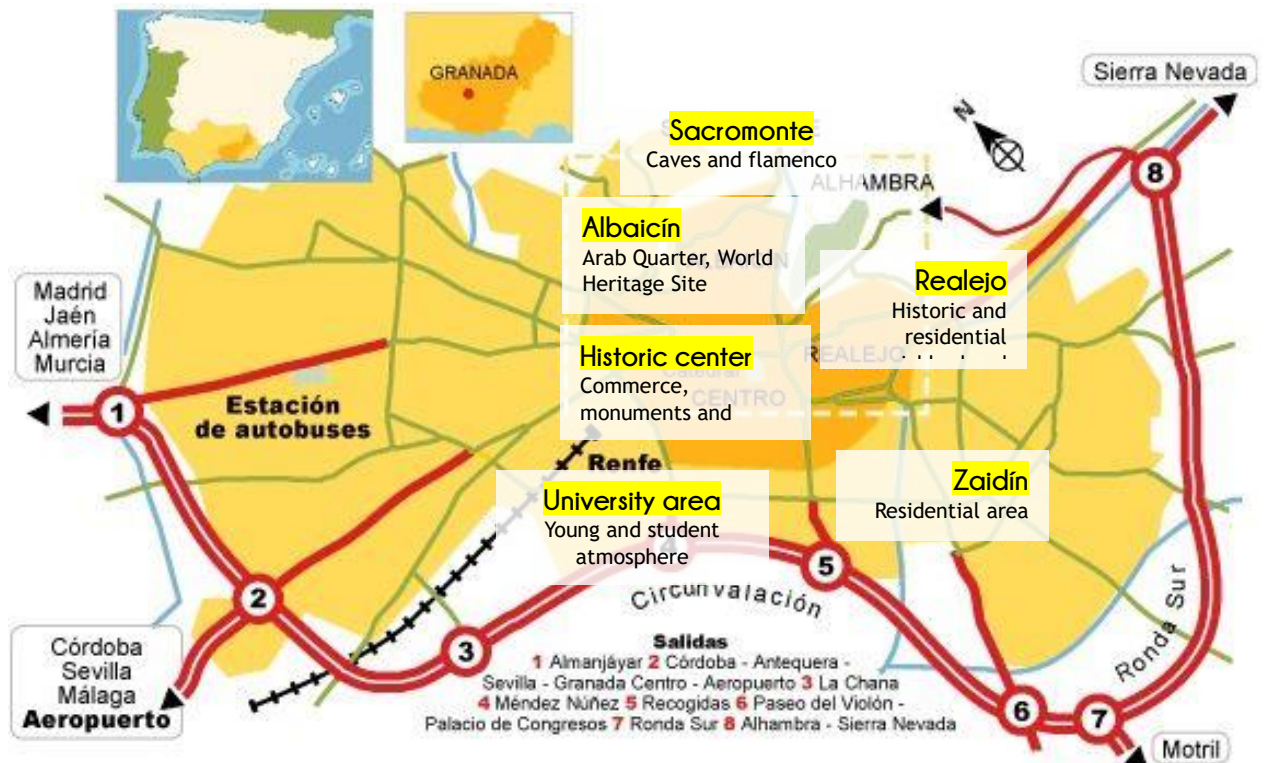 GRANADA
Sierra Nevada
N
Sacromonte
Caves and flamenco
ALHAMBRA
8
Albaicín
Arab Quarter, World
Heritage Site
Realejo
Historic and
residential
Madrid
Jaén
Almería
Murcia
1
Estación
de autobuses
Historic center
Commerce,
monuments and
REALEJO
Catedral
CENTRO
Renfe
University area
Young and student
atmosphere
Zaidín
Residential area
4
5
2
3
Circunvalación
Ronda Sur
Córdoba
Sevilla
Málaga
Aeropuerto
Salidas
1 Almanjáyar 2 Córdoba - Antequera -
Sevilla - Granada Centro - Aeropuerto 3 La Chana
4 Méndez Núñez 5 Recogidas 6 Paseo del Violón -
Palacio de Congresos 7 Ronda Sur 8 Alhambra - Sierra Nevada
6
7
Motril